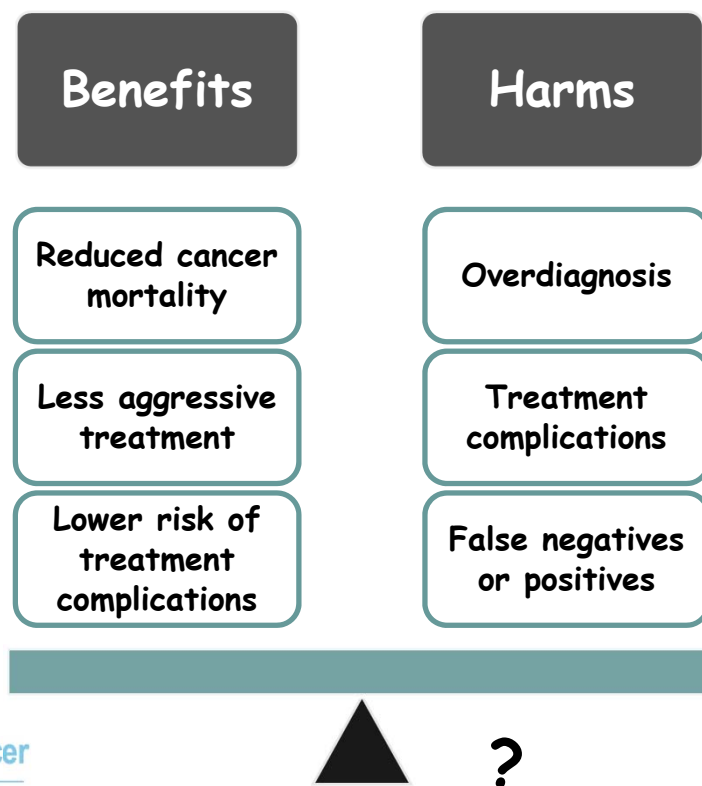 Benefits
Harms
Reduced cancer
mortality
Overdiagnosis
Less aggressive
treatment
Treatment
complications
Lower risk of
treatment
complications
False negatives
or positives
?